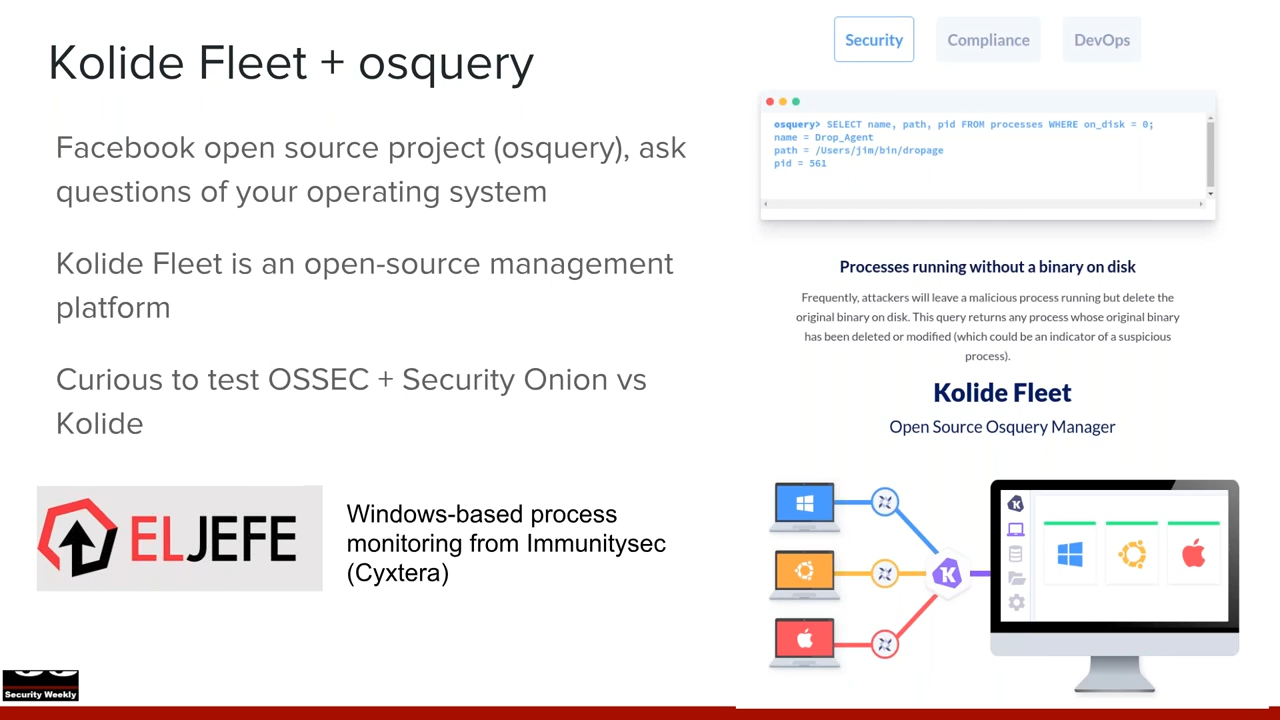 Kolide Fleet + osquery
Facebook open source project (osquery), ask
questions of your operating system
Kolide Fleet is an open-source management
platform
Curious to test OSSEC + Security Onion vs
Kolide
ELJEFE
Windows-based process
monitoring from Immunitysec
(Cyxtera)
Security Weekly
Security
Compliance
DevOps
osquery> SELECT name, path, pid FROM processes WHERE on_disk = 0;
name = Drop_Agent
path = /Users/jim/bin/dropage
pid = 561
Processes running without a binary on disk
Frequently, attackers will leave a malicious process running but delete the
original binary on disk. This query returns any process whose original binary
has been deleted or modified (which could be an indicator of a suspicious
process).
Kolide Fleet
Open Source Osquery Manager